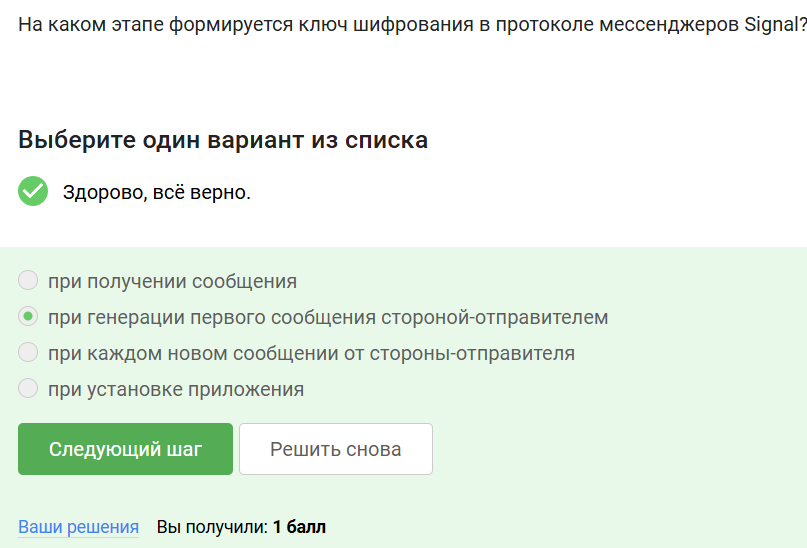 На каком этапе формируется ключ шифрования в протоколе мессенджеров Signal?
Выберите один вариант из списка
Здорово, всё верно.
при получении сообщения
при генерации первого сообщения стороной-отправителем
при каждом новом сообщении от стороны-отправителя
при установке приложения
Следующий шаг
Решить снова
Ваши решения Вы получили: 1 балл